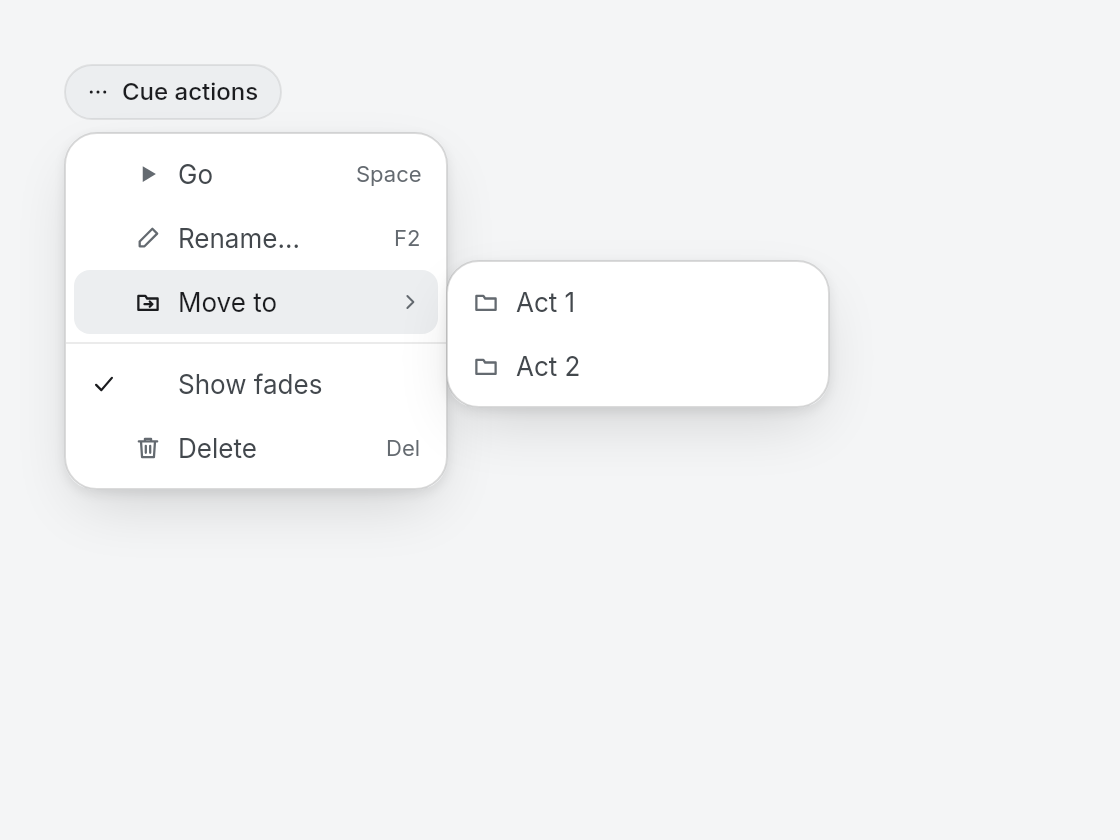 Cue actions
Go Space
Rename... F2
Move to
Act 1
Act 2
Show fades
Delete Del